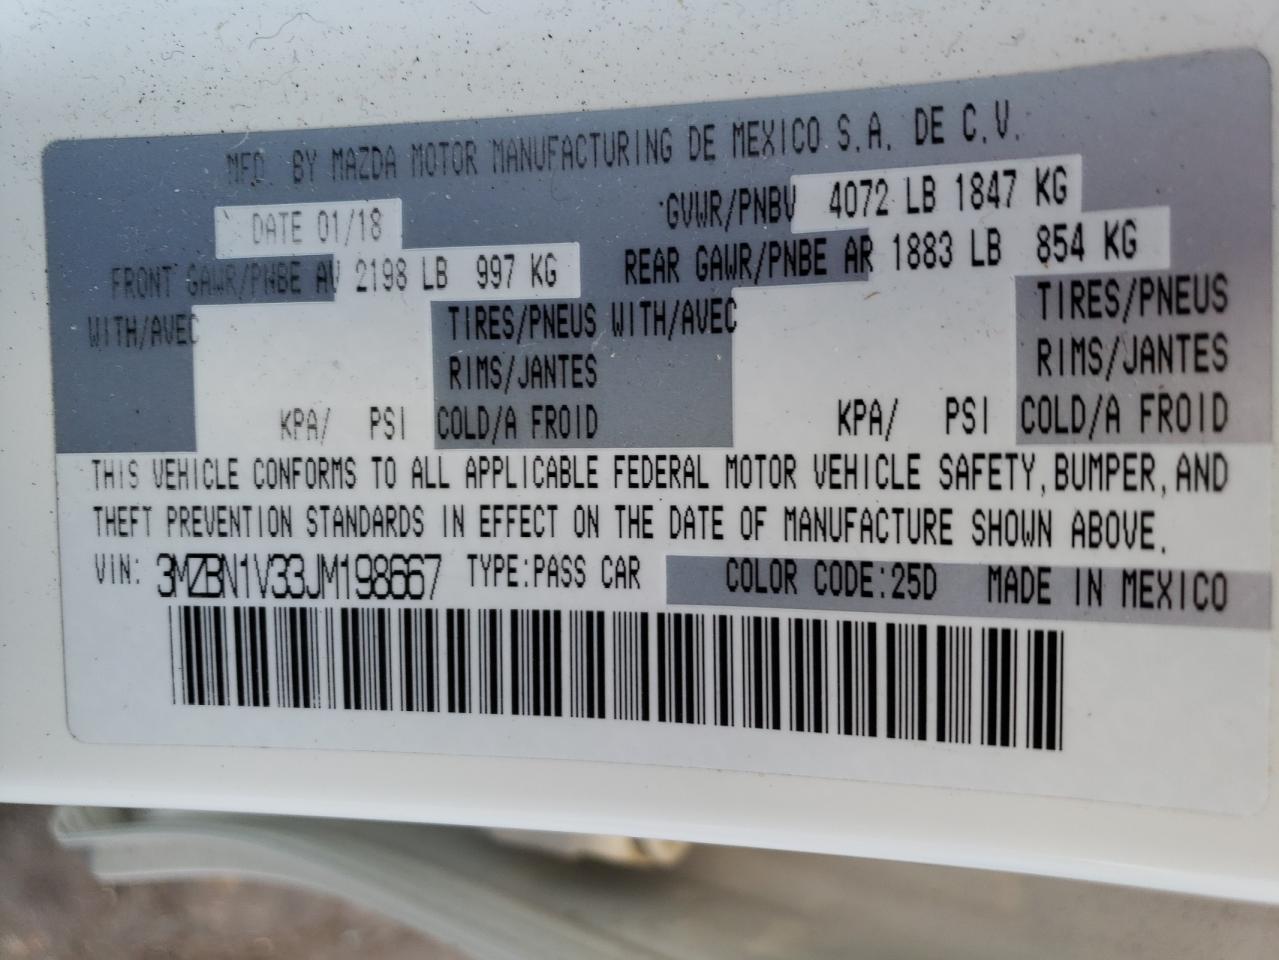 MFD. BY MAZDA MOTOR MANUFACTURING DE MEXICO S.A. DE C.V.
DATE 01/18 GVWR/PNBV 4072 LB 1847 KG
FRONT GAWR/PNBE AV 2198 LB 997 KG REAR GAWR/PNBE AR 1883 LB 854 KG
WITH/AVEC TIRES/PNEUS WITH/AVEC TIRES/PNEUS
RIMS/JANTES RIMS/JANTES
KPA/ PSI COLD/A FROID KPA/ PSI COLD/A FROID
THIS VEHICLE CONFORMS TO ALL APPLICABLE FEDERAL MOTOR VEHICLE SAFETY, BUMPER, AND
THEFT PREVENTION STANDARDS IN EFFECT ON THE DATE OF MANUFACTURE SHOWN ABOVE.
VIN: 3MZBN1V33JM198667 TYPE:PASS CAR COLOR CODE:25D MADE IN MEXICO